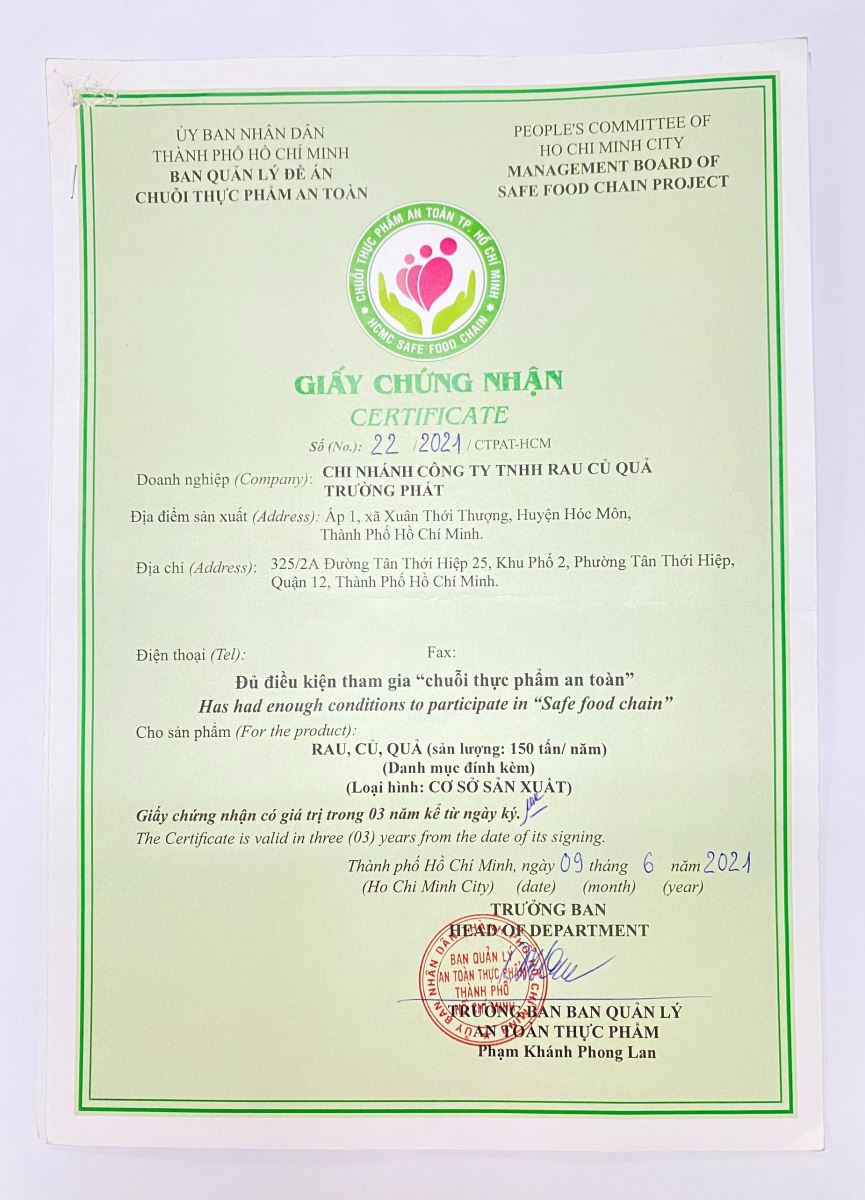 ỦY BAN NHÂN DÂN
THÀNH PHỐ HỒ CHÍ MINH
BAN QUẢN LÝ ĐỀ ÁN
CHUỖI THỰC PHẨM AN TOÀN
PEOPLE'S COMMITTEE OF
HO CHI MINH CITY
MANAGEMENT BOARD OF
SAFE FOOD CHAIN PROJECT
CHUỖI THỰC PHẨM AN TOÀN TP. HỒ CHÍ MINH
HCMC SAFE FOOD CHAIN
GIẤY CHỨNG NHẬN
CERTIFICATE
Số (No.): 22 /2021 / CTPAT-HCM
Doanh nghiệp (Company): CHI NHÁNH CÔNG TY TNHH RAU CỦ QUẢ
TRƯỜNG PHÁT
Địa điểm sản xuất (Address): Ấp 1, xã Xuân Thới Thượng, Huyện Hóc Môn,
Thành Phố Hồ Chí Minh.
Địa chỉ (Address): 325/2A Đường Tân Thới Hiệp 25, Khu Phố 2, Phường Tân Thới Hiệp,
Quận 12, Thành Phố Hồ Chí Minh.
Điện thoại (Tel): Fax:
Đủ điều kiện tham gia “chuỗi thực phẩm an toàn”
Has had enough conditions to participate in “Safe food chain”
Cho sản phẩm (For the product):
RAU, CỦ, QUẢ (sản lượng: 150 tấn/ năm)
(Danh mục đính kèm)
(Loại hình: CƠ SỞ SẢN XUẤT)
Giấy chứng nhận có giá trị trong 03 năm kể từ ngày ký.
The Certificate is valid in three (03) years from the date of its signing.
Thành phố Hồ Chí Minh, ngày 09 tháng 6 năm 2021
(Ho Chi Minh City) (date) (month) (year)
TRƯỞNG BAN
HEAD OF DEPARTMENT
ỦY BAN NHÂN DÂN THÀNH PHỐ HỒ CHÍ MINH
BAN QUẢN LÝ
AN TOÀN THỰC PHẨM
THÀNH PHỐ
HỒ CHÍ MINH
TRƯỞNG BAN BAN QUẢN LÝ
AN TOÀN THỰC PHẨM
Phạm Khánh Phong Lan